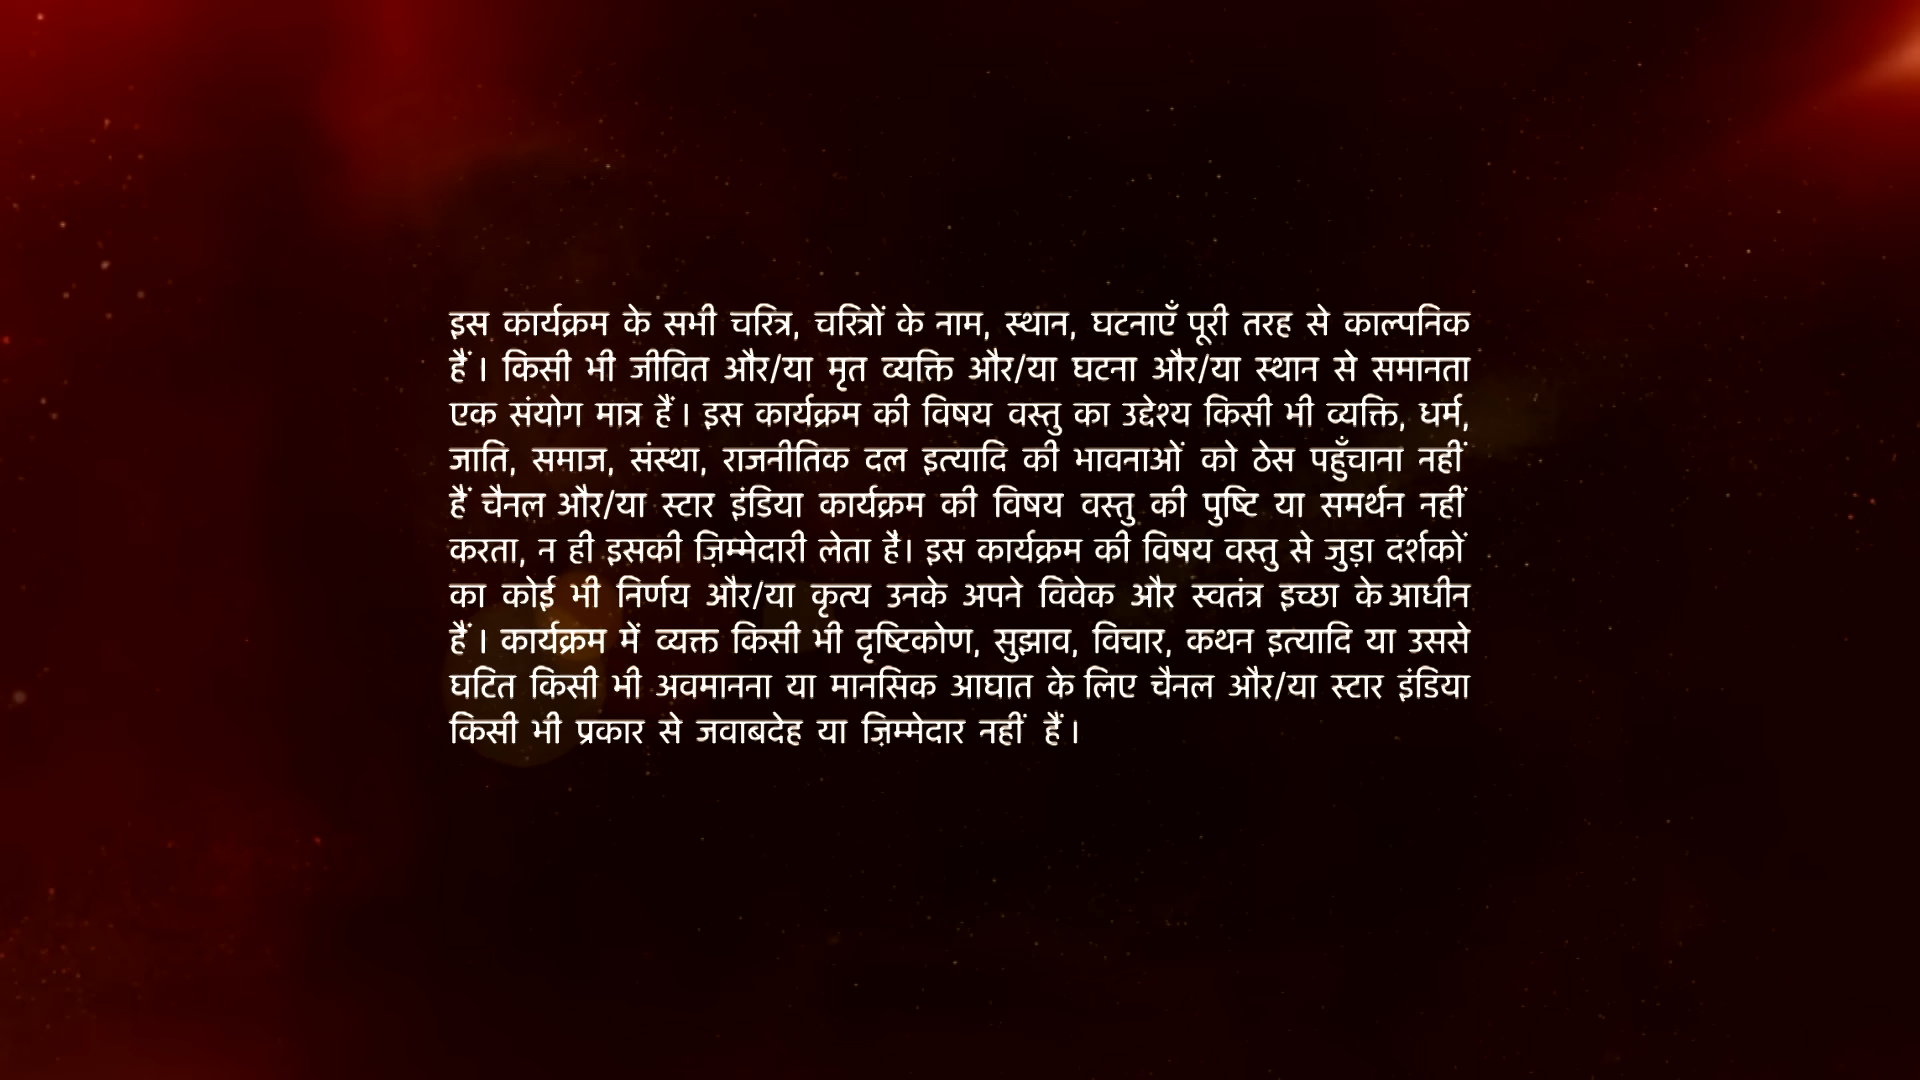 इस कार्यक्रम के सभी चरित्र, चरित्रों के नाम, स्थान, घटनाएँ पूरी तरह से काल्पनिक
हैं । किसी भी जीवित और/या मृत व्यक्ति और/या घटना और/या स्थान से समानता
एक संयोग मात्र हैं । इस कार्यक्रम की विषय वस्तु का उद्देश्य किसी भी व्यक्ति, धर्म,
जाति, समाज, संस्था, राजनीतिक दल इत्यादि की भावनाओं को ठेस पहुँचाना नहीं
हैं चैनल और/या स्टार इंडिया कार्यक्रम की विषय वस्तु की पुष्टि या समर्थन नहीं
करता, न ही इसकी ज़िम्मेदारी लेता है। इस कार्यक्रम की विषय वस्तु से जुड़ा दर्शकों
का कोई भी निर्णय और/या कृत्य उनके अपने विवेक और स्वतंत्र इच्छा के आधीन
हैं । कार्यक्रम में व्यक्त किसी भी दृष्टिकोण, सुझाव, विचार, कथन इत्यादि या उससे
घटित किसी भी अवमानना या मानसिक आघात के लिए चैनल और/या स्टार इंडिया
किसी भी प्रकार से जवाबदेह या ज़िम्मेदार नहीं हैं ।